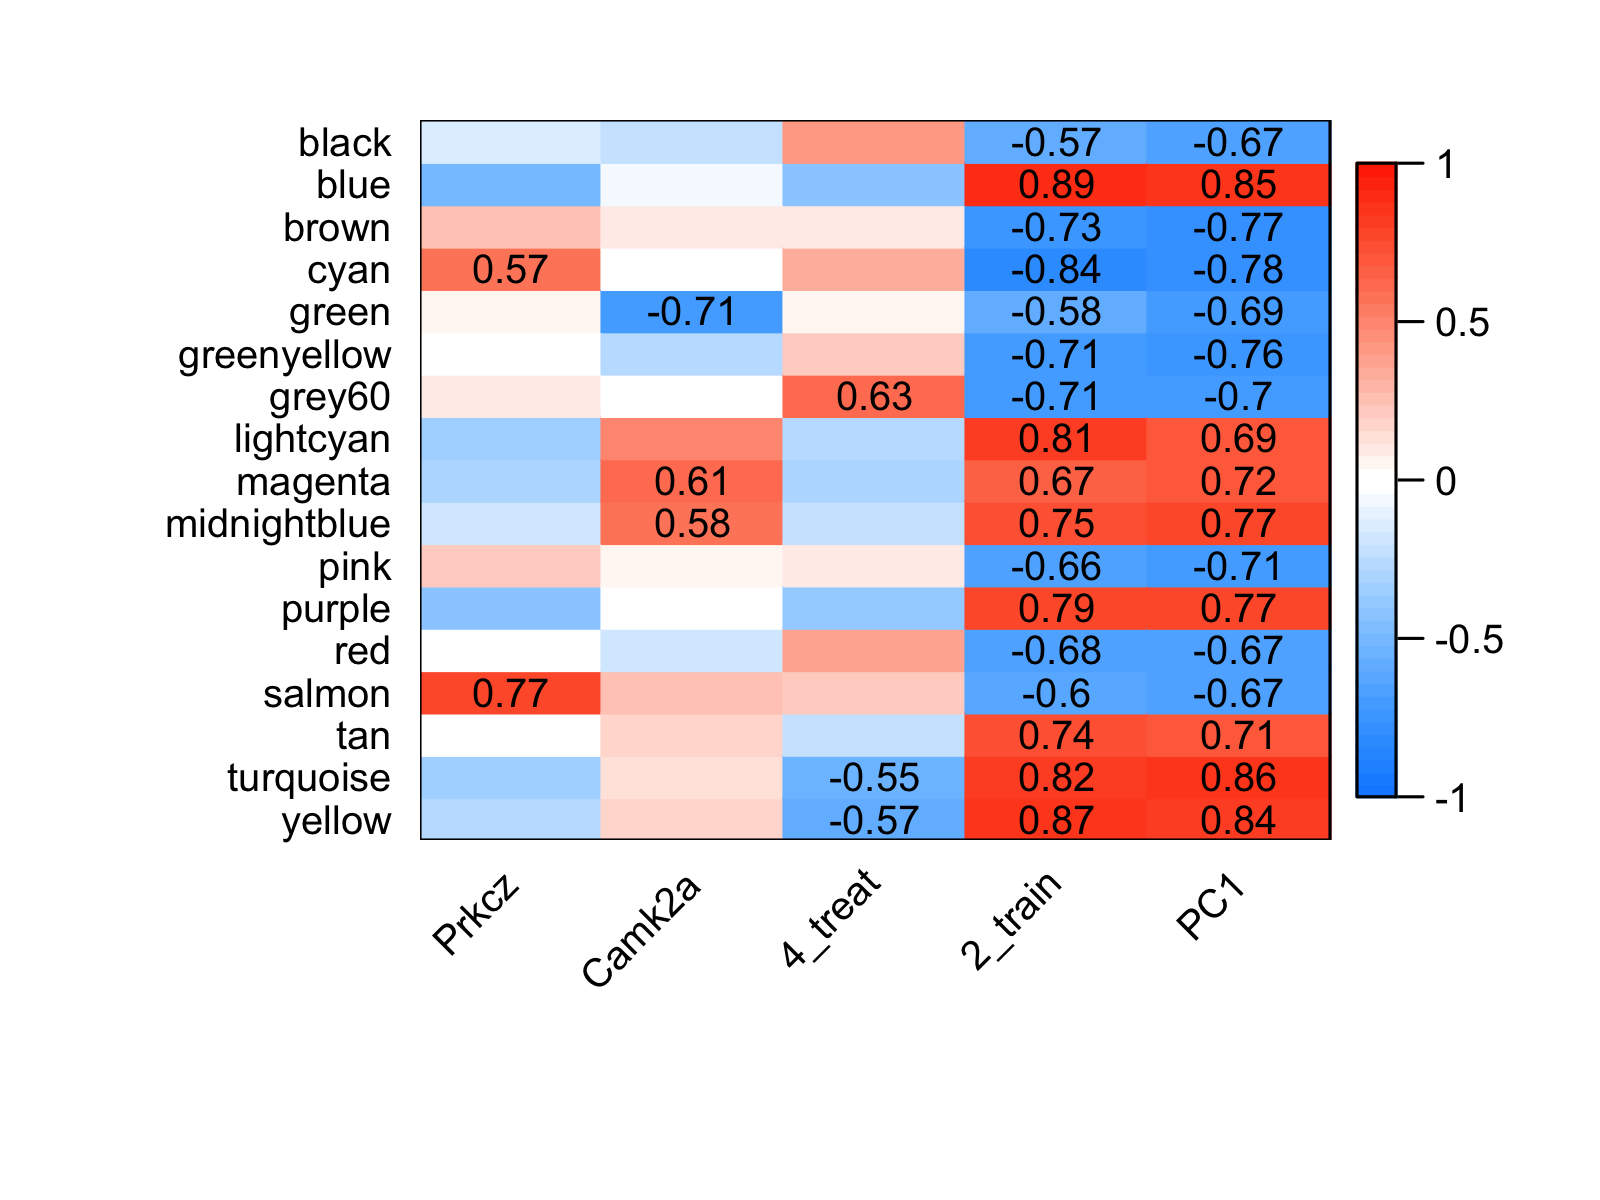 black -0.57 -0.67
blue 0.89 0.85
brown -0.73 -0.77
cyan 0.57 -0.84 -0.78
green -0.71 -0.58 -0.69
greenyellow -0.71 -0.76
grey60 0.63 -0.71 -0.7
lightcyan 0.81 0.69
magenta 0.61 0.67 0.72
midnightblue 0.58 0.75 0.77
pink -0.66 -0.71
purple 0.79 0.77
red -0.68 -0.67
salmon 0.77 -0.6 -0.67
tan 0.74 0.71
turquoise -0.55 0.82 0.86
yellow -0.57 0.87 0.84
Prkcz Camk2a 4_treat 2_train PC1
1
0.5
0
-0.5
-1